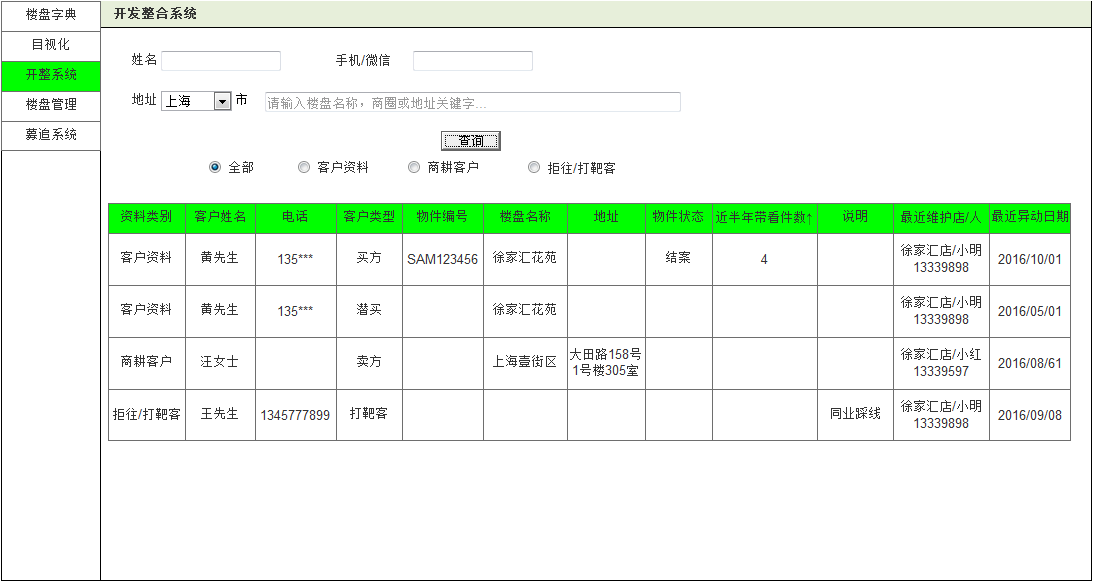 楼盘字典
目视化
开整系统
楼盘管理
募追系统
开发整合系统
姓名 手机/微信
地址 上海 市 请输入楼盘名称，商圈或地址关键字...
查询
全部 客户资料 商耕客户 拒往/打靶客
资料类别 客户姓名 电话 客户类型 物件编号 楼盘名称 地址 物件状态 近半年带看件数↑ 说明 最近维护店/人 最近异动日期
客户资料 黄先生 135*** 买方 SAM123456 徐家汇花苑 结案 4 徐家汇店/小明 2016/10/01
13339898
客户资料 黄先生 135*** 潜买 徐家汇花苑 徐家汇店/小明 2016/05/01
13339898
商耕客户 汪女士 卖方 上海壹街区 大田路158号 徐家汇店/小红 2016/08/61
1号楼305室 13339597
拒往/打靶客 王先生 1345777899 打靶客 同业踩线 徐家汇店/小明 2016/09/08
13339898